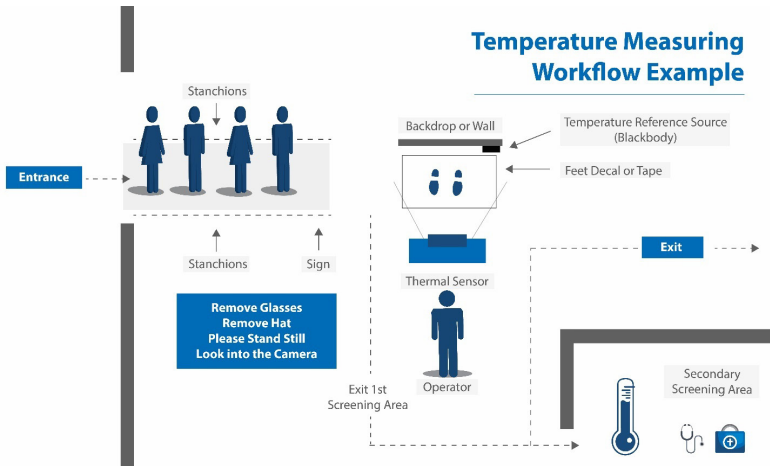 Temperature Measuring
Workflow Example
Stanchions
Backdrop or Wall
Temperature Reference Source
(Blackbody)
Feet Decal or Tape
Entrance
Exit
Stanchions
Sign
Thermal Sensor
Remove Glasses
Remove Hat
Please Stand Still
Look into the Camera
Operator
Exit 1st
Screening Area
Secondary
Screening Area